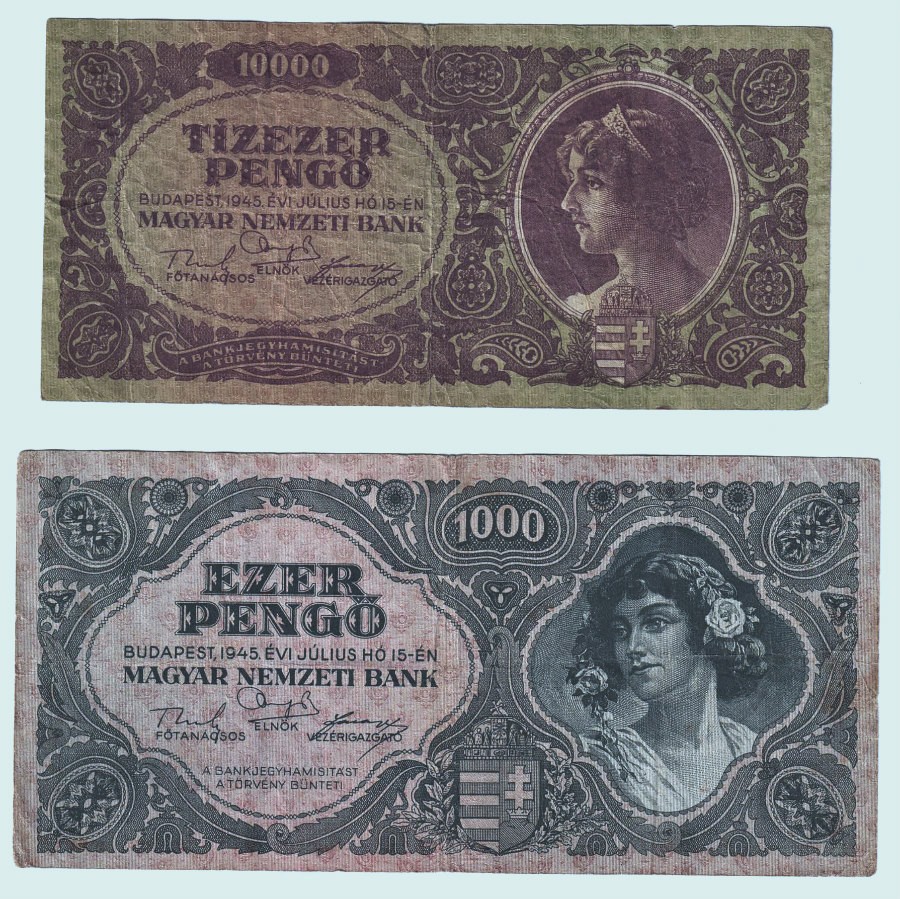 10000
TÍZEZER
PENGŐ
BUDAPEST, 1945. ÉVI JÚLIUS HÓ 15-ÉN
MAGYAR NEMZETI BANK
FŐTANÁCSOS ELNÖK VEZÉRIGAZGATÓ
A BANKJEGYHAMISITÁST
A TÖRVÉNY BÜNTETI
1000
EZER
PENGŐ
BUDAPEST, 1945. ÉVI JÚLIUS HÓ 15-ÉN
MAGYAR NEMZETI BANK
FŐTANÁCSOS ELNÖK VEZÉRIGAZGATÓ
A BANKJEGYHAMISITÁST
A TÖRVÉNY BÜNTETI